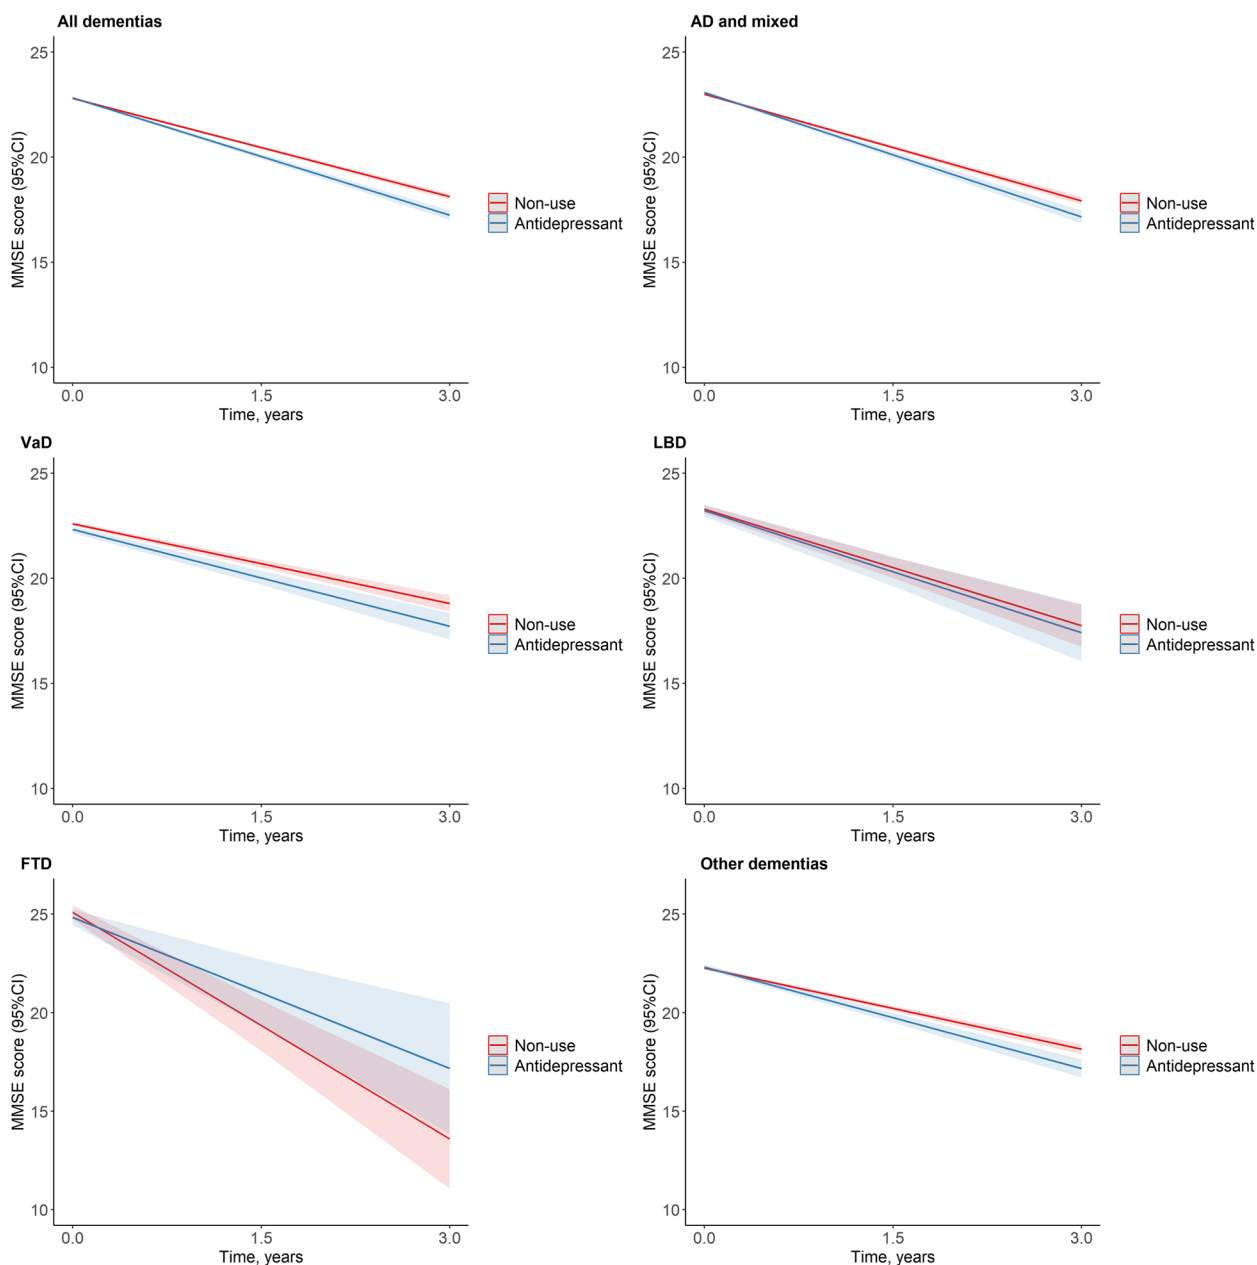 All dementias
MMSE score (95%CI)
25
20
15
10
0.0 1.5 3.0
Time, years
Non-use
Antidepressant
AD and mixed
MMSE score (95%CI)
25
20
15
10
0.0 1.5 3.0
Time, years
Non-use
Antidepressant
VaD
MMSE score (95%CI)
25
20
15
10
0.0 1.5 3.0
Time, years
Non-use
Antidepressant
LBD
MMSE score (95%CI)
25
20
15
10
0.0 1.5 3.0
Time, years
Non-use
Antidepressant
FTD
MMSE score (95%CI)
25
20
15
10
0.0 1.5 3.0
Time, years
Non-use
Antidepressant
Other dementias
MMSE score (95%CI)
25
20
15
10
0.0 1.5 3.0
Time, years
Non-use
Antidepressant